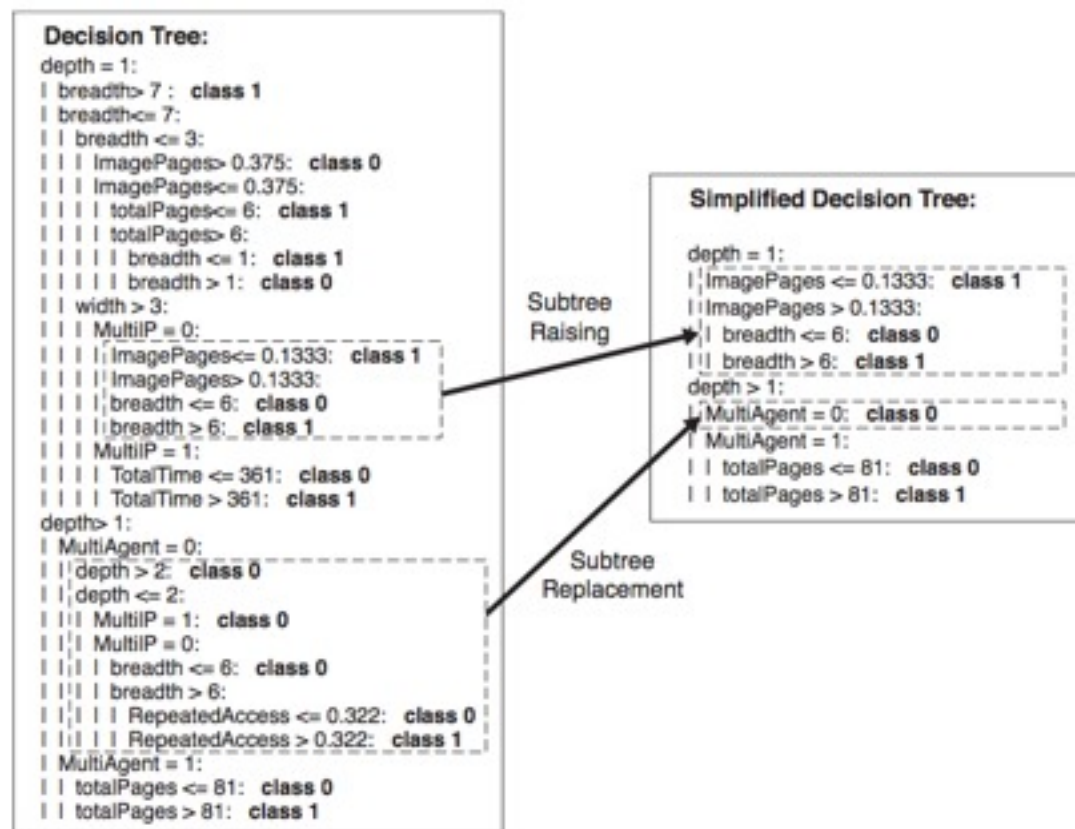 Decision Tree:
depth = 1:
| breadth> 7 : class 1
| breadth<= 7:
| | breadth <= 3:
| | | ImagePages> 0.375: class 0
| | | ImagePages<= 0.375:
| | | | totalPages<= 6: class 1
| | | | totalPages> 6:
| | | | | breadth <= 1: class 1
| | | | | breadth > 1: class 0
| | width > 3:
| | | MultiIP = 0:
| | | | ImagePages<= 0.1333: class 1
| | | | ImagePages> 0.1333:
| | | | breadth <= 6: class 0
| | | | breadth > 6: class 1
| | | MultiIP = 1:
| | | | TotalTime <= 361: class 0
| | | | TotalTime > 361: class 1
depth> 1:
| MultiAgent = 0:
| | depth > 2: class 0
| | depth <= 2:
| | | MultiIP = 1: class 0
| | | MultiIP = 0:
| | | | breadth <= 6: class 0
| | | | breadth > 6:
| | | | | RepeatedAccess <= 0.322: class 0
| | | | | RepeatedAccess > 0.322: class 1
| MultiAgent = 1:
| | totalPages <= 81: class 0
| | totalPages > 81: class 1
Subtree
Raising
Subtree
Replacement
Simplified Decision Tree:
depth = 1:
| ImagePages <= 0.1333: class 1
| ImagePages > 0.1333:
| | breadth <= 6: class 0
| | breadth > 6: class 1
depth > 1:
| MultiAgent = 0: class 0
| MultiAgent = 1:
| | totalPages <= 81: class 0
| | totalPages > 81: class 1